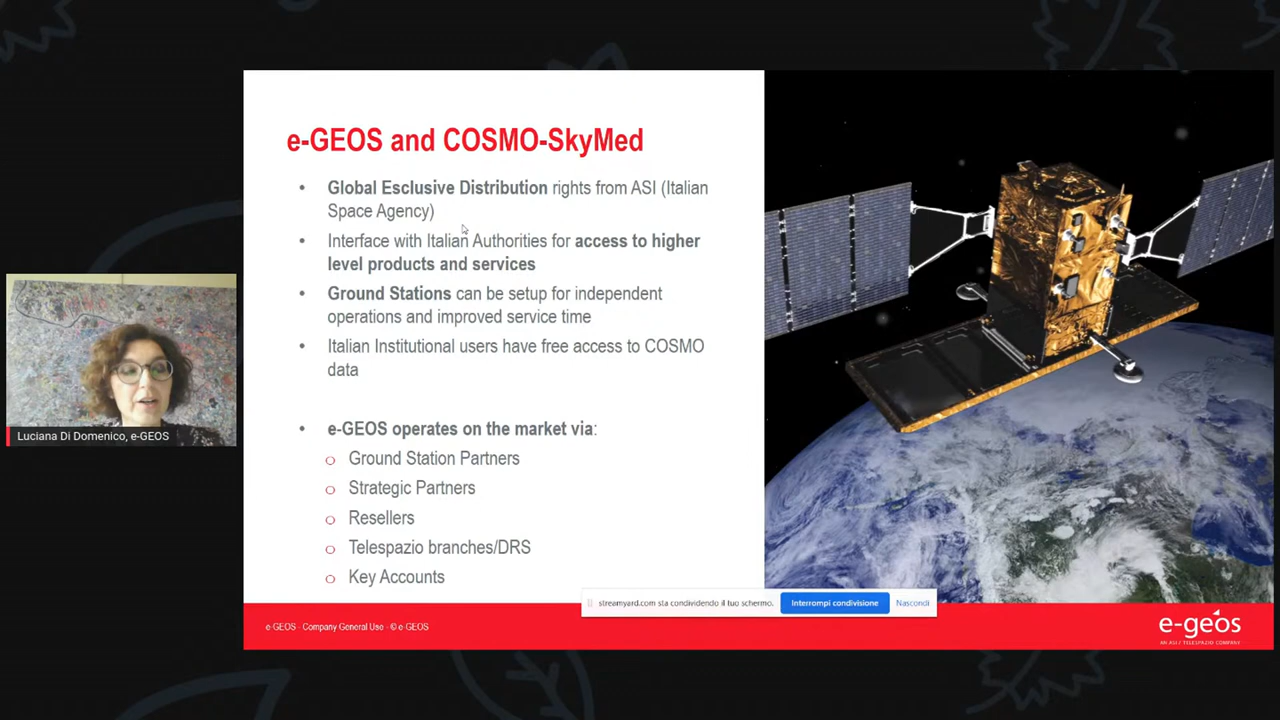 e-GEOS and COSMO-SkyMed
• Global Exclusive Distribution rights from ASI (Italian
Space Agency)
• Interface with Italian Authorities for access to higher
level products and services
• Ground Stations can be setup for independent
operations and improved service time
• Italian Institutional users have free access to COSMO
data
• e-GEOS operates on the market via:
o Ground Station Partners
o Strategic Partners
o Resellers
o Telespazio branches/DRS
o Key Accounts
Luciana Di Domenico, e-GEOS
streamyard.com sta condividendo il tuo schermo. Interrompi condivisione Nascondi
e-GEOS - Company General Use - © e-GEOS
e-geos
AN ASI / TELESPAZIO COMPANY